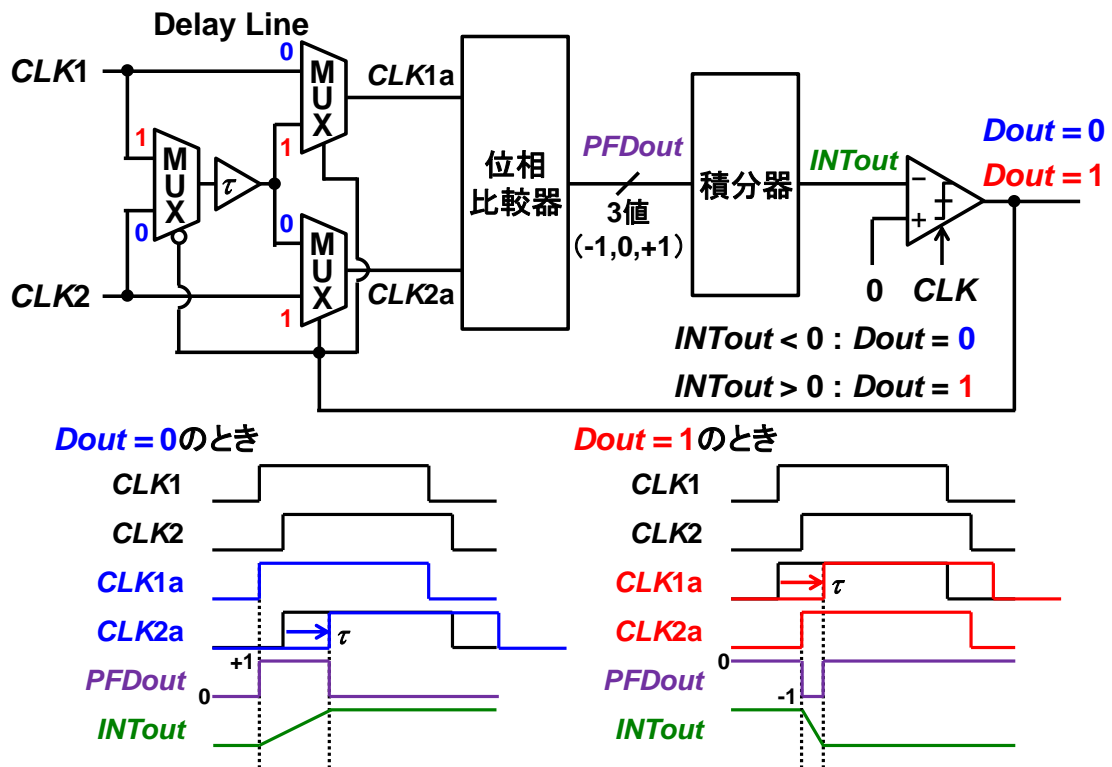 Delay Line
CLK1
CLK2
0
1
MUX
1
0
MUX
τ
0
1
MUX
CLK1a
CLK2a
位相
比較器
PFDout
3値
(-1,0,+1)
積分器
INTout
−
+
0
CLK
Dout = 0
Dout = 1
INTout < 0 : Dout = 0
INTout > 0 : Dout = 1
Dout = 0のとき
CLK1
CLK2
CLK1a
CLK2a
τ
+1
PFDout
0
INTout
Dout = 1のとき
CLK1
CLK2
CLK1a
τ
CLK2a
0
PFDout
-1
INTout